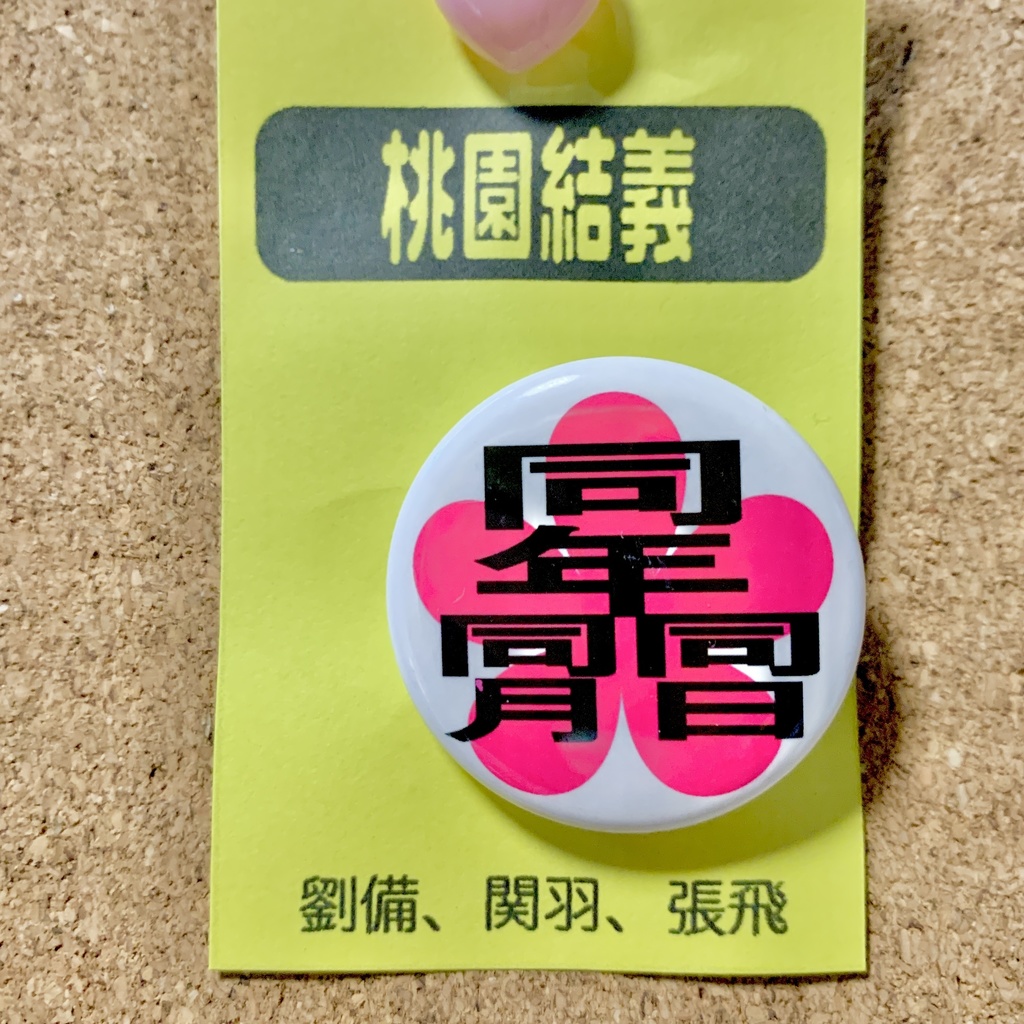 桃園結義
同
年
同 同
月 日
劉備、関羽、張飛